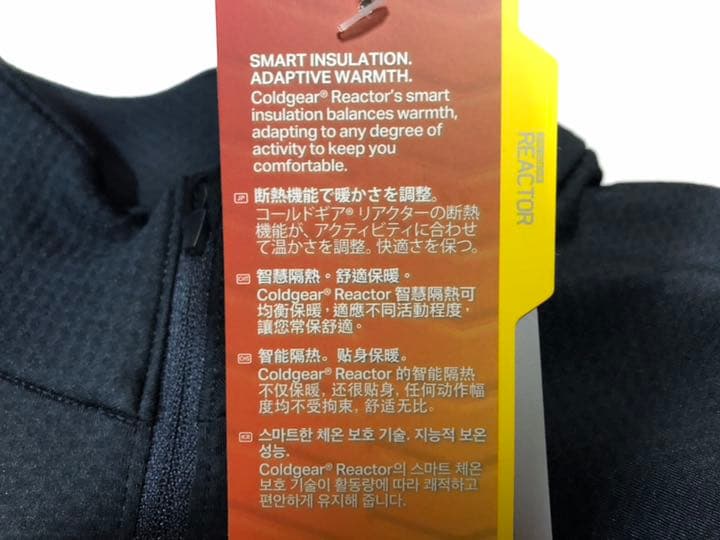 SMART INSULATION.
ADAPTIVE WARMTH.
Coldgear® Reactor's smart
insulation balances warmth,
adapting to any degree of
activity to keep you
comfortable.
JP 断熱機能で暖かさを調整。
コールドギア® リアクターの断熱
機能が、アクティビティに合わせ
て温かさを調整。快適さを保つ。
CHT 智慧隔熱。舒適保暖。
Coldgear® Reactor 智慧隔熱可
均衡保暖，適應不同活動程度，
讓您常保舒適。
CHS 智能隔热。贴身保暖。
Coldgear® Reactor 的智能隔热
不仅保暖，还很贴身，任何动作幅
度均不受拘束，舒适无比。
KR 스마트한 체온 보호 기술. 지능적 보온
성능.
Coldgear® Reactor의 스마트 체온
보호 기술이 활동량에 따라 쾌적하고
편안하게 유지해 줍니다.
REACTOR